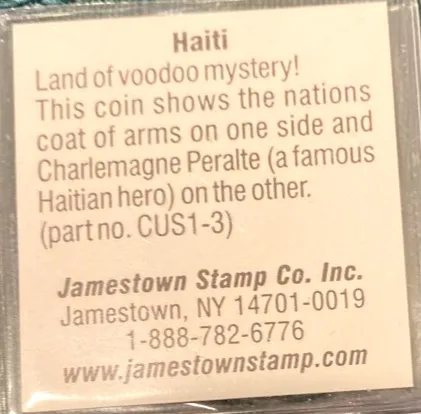 Haiti
Land of voodoo mystery!
This coin shows the nations
coat of arms on one side and
Charlemagne Peralte (a famous
Haitian hero) on the other.
(part no. CUS1-3)
Jamestown Stamp Co. Inc.
Jamestown, NY 14701-0019
1-888-782-6776
www.jamestownstamp.com